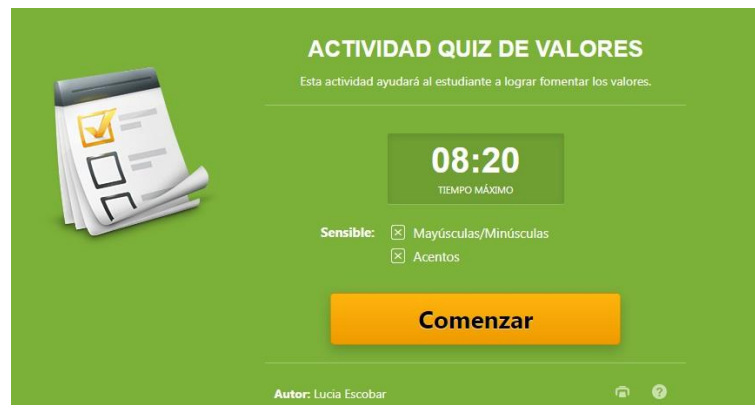 ACTIVIDAD QUIZ DE VALORES
Esta actividad ayudará al estudiante a lograr fomentar los valores.
08:20
TIEMPO MÁXIMO
Sensible: Mayúsculas/Minúsculas
Acentos
Comenzar
Autor: Lucia Escobar